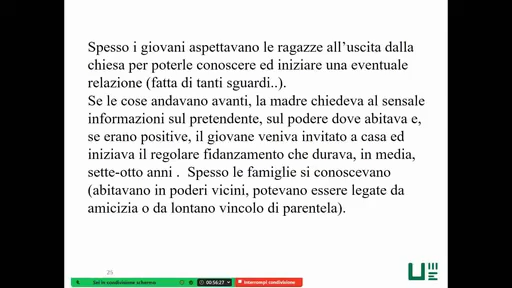 Spesso i giovani aspettavano le ragazze all’uscita dalla
chiesa per poterle conoscere ed iniziare una eventuale
relazione (fatta di tanti sguardi..).
Se le cose andavano avanti, la madre chiedeva al sensale
informazioni sul pretendente, sul podere dove abitava e,
se erano positive, il giovane veniva invitato a casa ed
iniziava il regolare fidanzamento che durava, in media,
sette-otto anni . Spesso le famiglie si conoscevano
(abitavano in poderi vicini, potevano essere legate da
amicizia o da lontano vincolo di parentela).
25
Sei in condivisione schermo
00:56:27
Interrompi condivisione